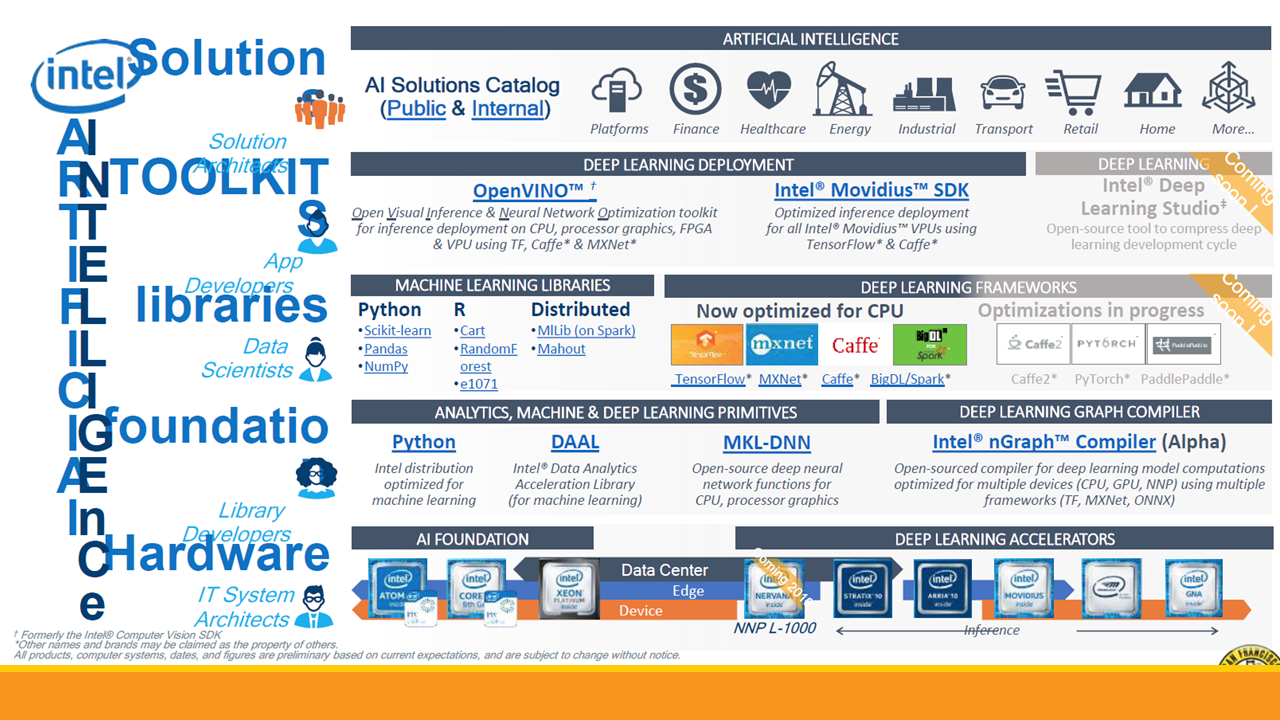 intel
Solution
s
Solution
Architects
TOOLKIT
S
App
Developers
libraries
Data
Scientists
foundatio
Library
Developers
Hardware
IT System
Architects
ARTIFICIAl
INTELLIGEnCe
ARTIFICIAL INTELLIGENCE
AI Solutions Catalog
(Public & Internal)
Platforms Finance Healthcare Energy Industrial Transport Retail Home More...
DEEP LEARNING DEPLOYMENT
OpenVINO™ †
Open Visual Inference & Neural Network Optimization toolkit
for inference deployment on CPU, processor graphics, FPGA
& VPU using TF, Caffe* & MXNet*
Intel® Movidius™ SDK
Optimized inference deployment
for all Intel® Movidius™ VPUs using
TensorFlow* & Caffe*
DEEP LEARNING
Coming
soon !
Intel® Deep
Learning Studio‡
Open-source tool to compress deep
learning development cycle
MACHINE LEARNING LIBRARIES
Python
•Scikit-learn
•Pandas
•NumPy
R
•Cart
•RandomF
orest
•e1071
Distributed
•MlLib (on Spark)
•Mahout
DEEP LEARNING FRAMEWORKS
Coming
soon !
Now optimized for CPU
TensorFlow mxnet Caffe BigDL FOR Spark
TensorFlow* MXNet* Caffe* BigDL/Spark*
Optimizations in progress
Caffe2 PYTORCH PaddlePaddle
Caffe2* PyTorch* PaddlePaddle*
ANALYTICS, MACHINE & DEEP LEARNING PRIMITIVES
Python
Intel distribution
optimized for
machine learning
DAAL
Intel® Data Analytics
Acceleration Library
(for machine learning)
MKL-DNN
Open-source deep neural
network functions for
CPU, processor graphics
DEEP LEARNING GRAPH COMPILER
Intel® nGraph™ Compiler (Alpha)
Open-sourced compiler for deep learning model computations
optimized for multiple devices (CPU, GPU, NNP) using multiple
frameworks (TF, MXNet, ONNX)
AI FOUNDATION
DEEP LEARNING ACCELERATORS
Data Center
Edge
Device
intel ATOM inside
intel CORE
intel XEON PLATINUM inside
intel NERVANA inside
intel STRATIX 10 inside
intel ARRIA 10 inside
intel MOVIDIUS inside
intel GNA inside
NNP L-1000
Inference
† Formerly the Intel® Computer Vision SDK
*Other names and brands may be claimed as the property of others.
All products, computer systems, dates, and figures are preliminary based on current expectations, and are subject to change without notice.
SAN FRANCISCO